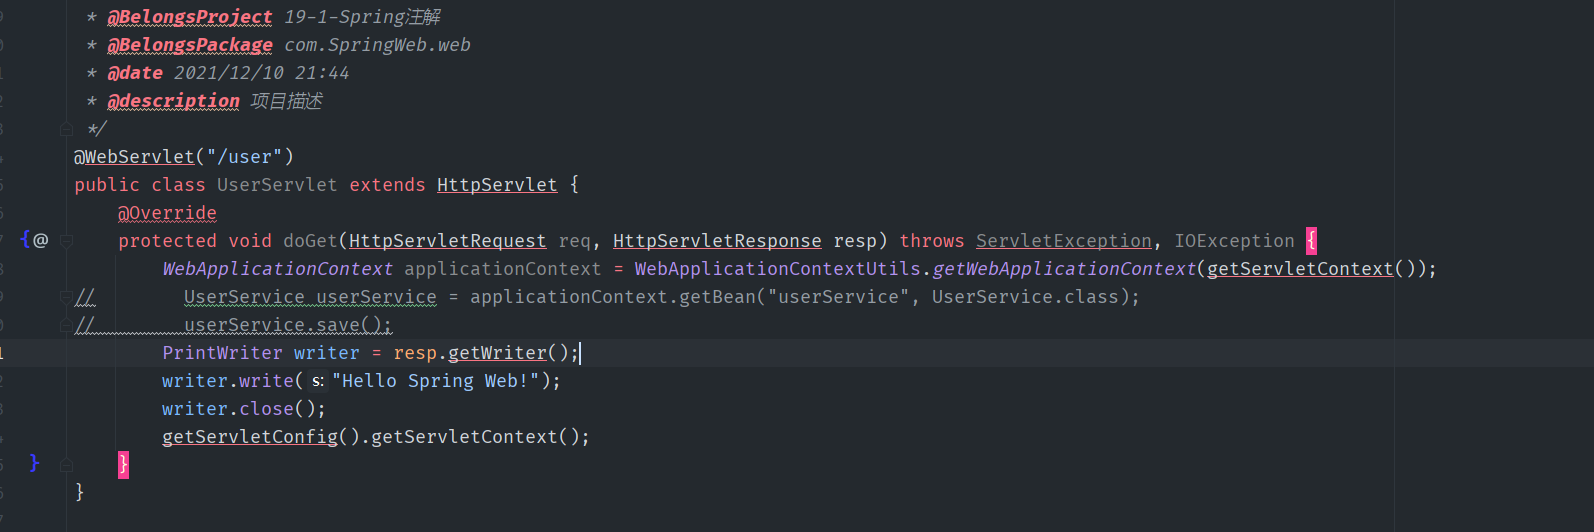 * @BelongsProject 19-1-Spring注解
* @BelongsPackage com.SpringWeb.web
* @date 2021/12/10 21:44
* @description 项目描述
*/
@WebServlet("/user")
public class UserServlet extends HttpServlet {
@Override
{@ protected void doGet(HttpServletRequest req, HttpServletResponse resp) throws ServletException, IOException {
WebApplicationContext applicationContext = WebApplicationContextUtils.getWebApplicationContext(getServletContext());
// UserService userService = applicationContext.getBean("userService", UserService.class);
// userService.save();
PrintWriter writer = resp.getWriter();
writer.write( s: "Hello Spring Web!");
writer.close();
getServletConfig().getServletContext();
} }
}